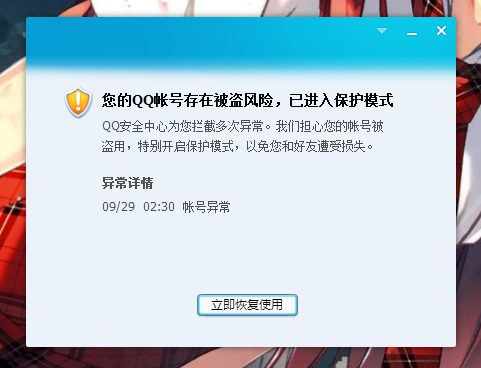 您的QQ帐号存在被盗风险，已进入保护模式
QQ安全中心为您拦截多次异常。我们担心您的帐号被
盗用，特别开启保护模式，以免您和好友遭受损失。
异常详情
09/29 02:30 帐号异常
立即恢复使用